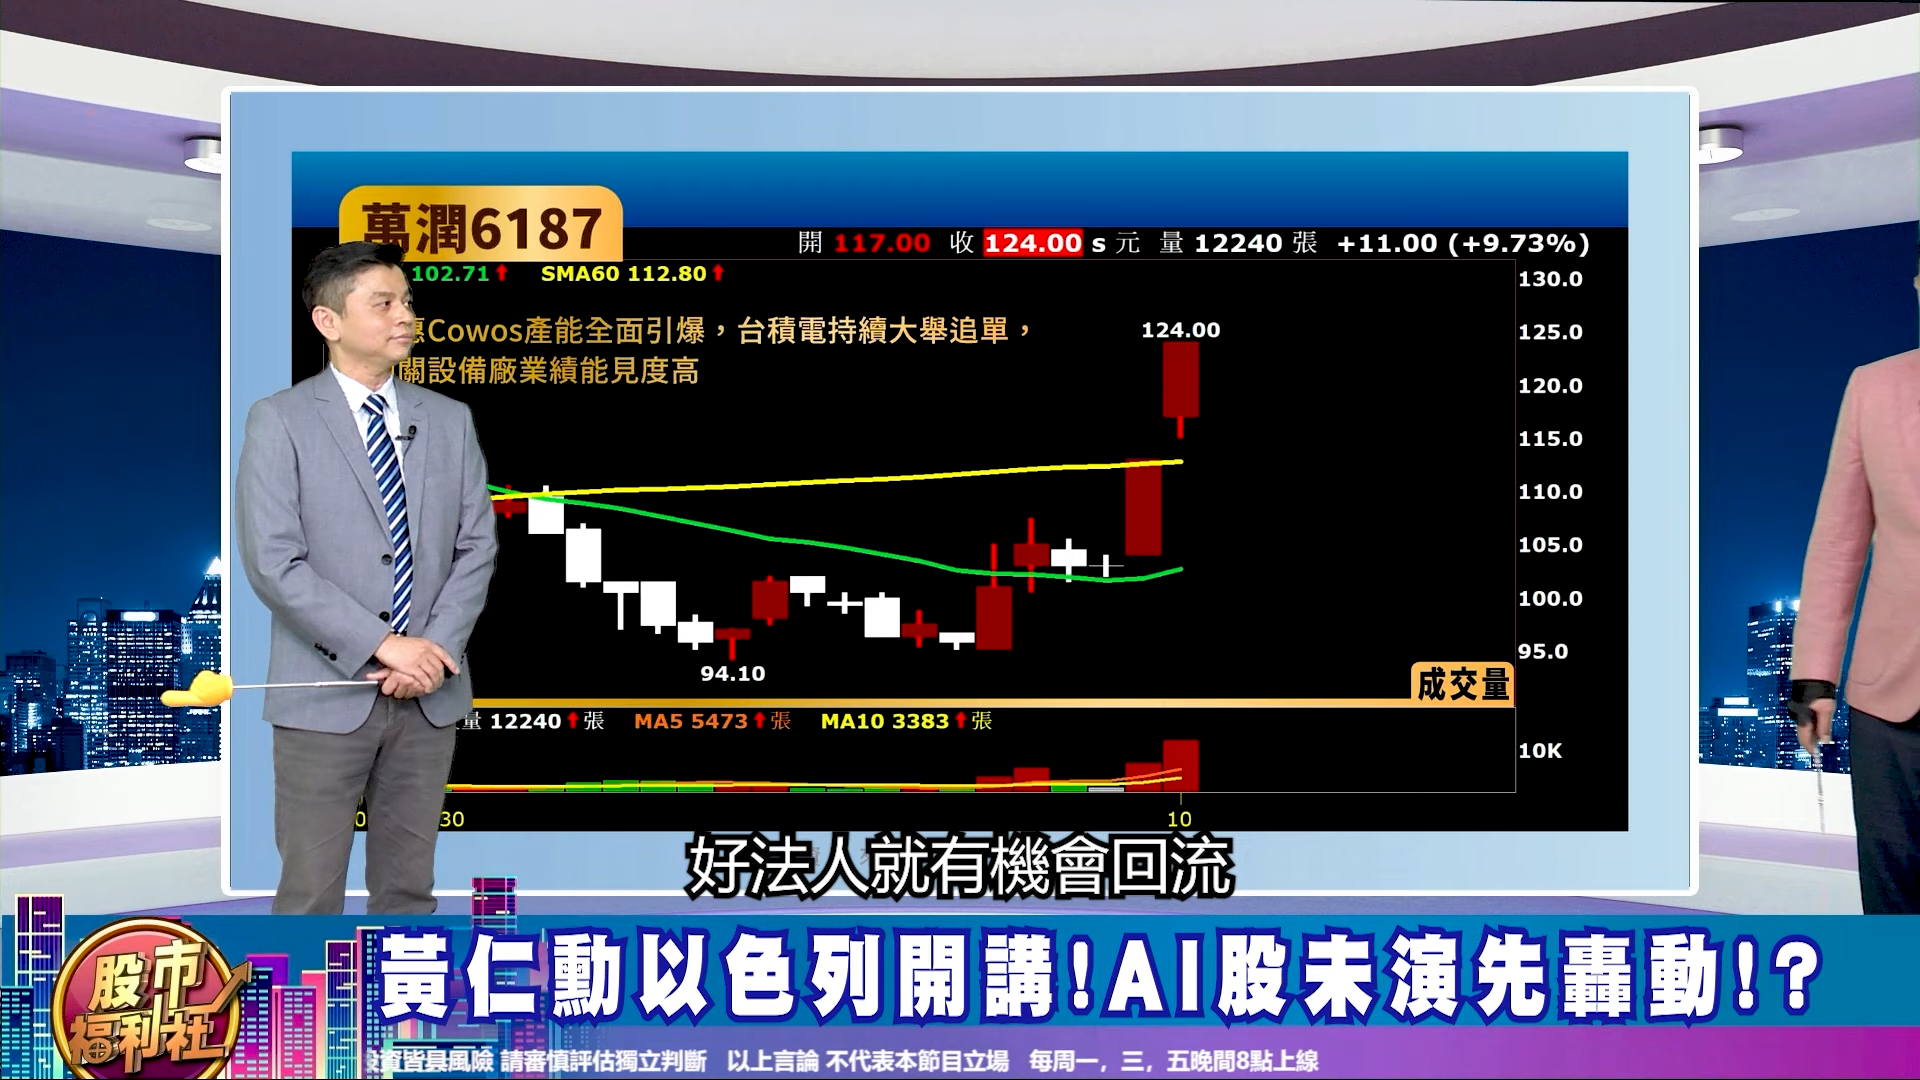 萬潤6187
開 117.00 收 124.00 s 元 量 12240 張 +11.00 (+9.73%)
102.71 SMA60 112.80
Cowos產能全面引爆，台積電持續大舉追單，
關設備廠業績能見度高
124.00
94.10
130.0
125.0
120.0
115.0
110.0
105.0
100.0
95.0
成交量
量 12240 張 MA5 5473 張 MA10 3383 張
10K
30
10
好法人就有機會回流
黃仁勳以色列開講!AI股未演先轟動!?
股市
福利社
資皆具風險 請審慎評估獨立判斷 以上言論 不代表本節目立場 每周一，三，五晚間8點上線